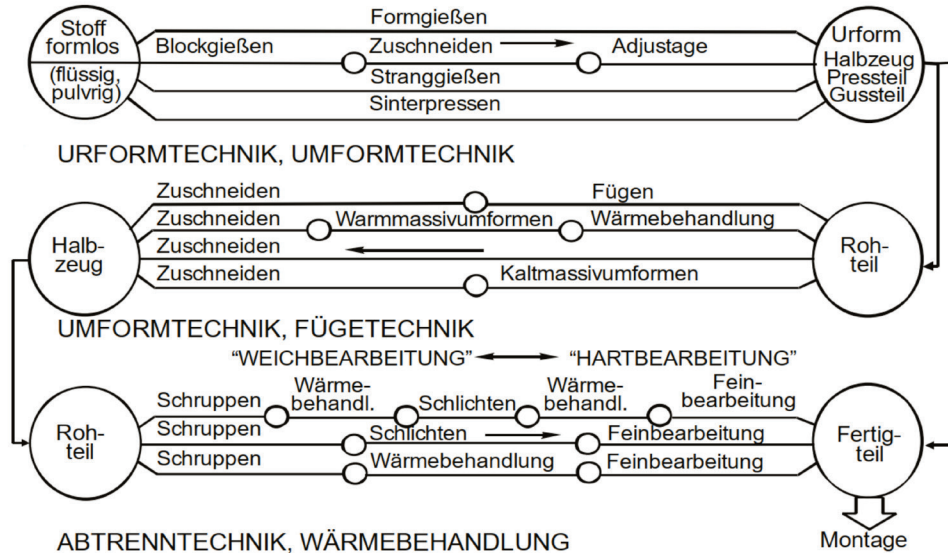 Formgießen
Stoff
formlos
(flüssig,
pulvrig)
Blockgießen
Zuschneiden
Adjustage
Stranggießen
Sinterpressen
Urform
Halbzeug
Pressteil
Gussteil
URFORMTECHNIK, UMFORMTECHNIK
Halb-
zeug
Zuschneiden
Fügen
Zuschneiden
Warmmassivumformen
Wärmebehandlung
Zuschneiden
Zuschneiden
Kaltmassivumformen
Roh-
teil
UMFORMTECHNIK, FÜGETECHNIK
“WEICHBEARBEITUNG”
“HARTBEARBEITUNG”
Roh-
teil
Schruppen
Wärme-
behandl.
Schlichten
Wärme-
behandl.
Fein-
bearbeitung
Schruppen
Schlichten
Feinbearbeitung
Schruppen
Wärmebehandlung
Feinbearbeitung
Fertig-
teil
ABTRENNTECHNIK, WÄRMEBEHANDLUNG
Montage